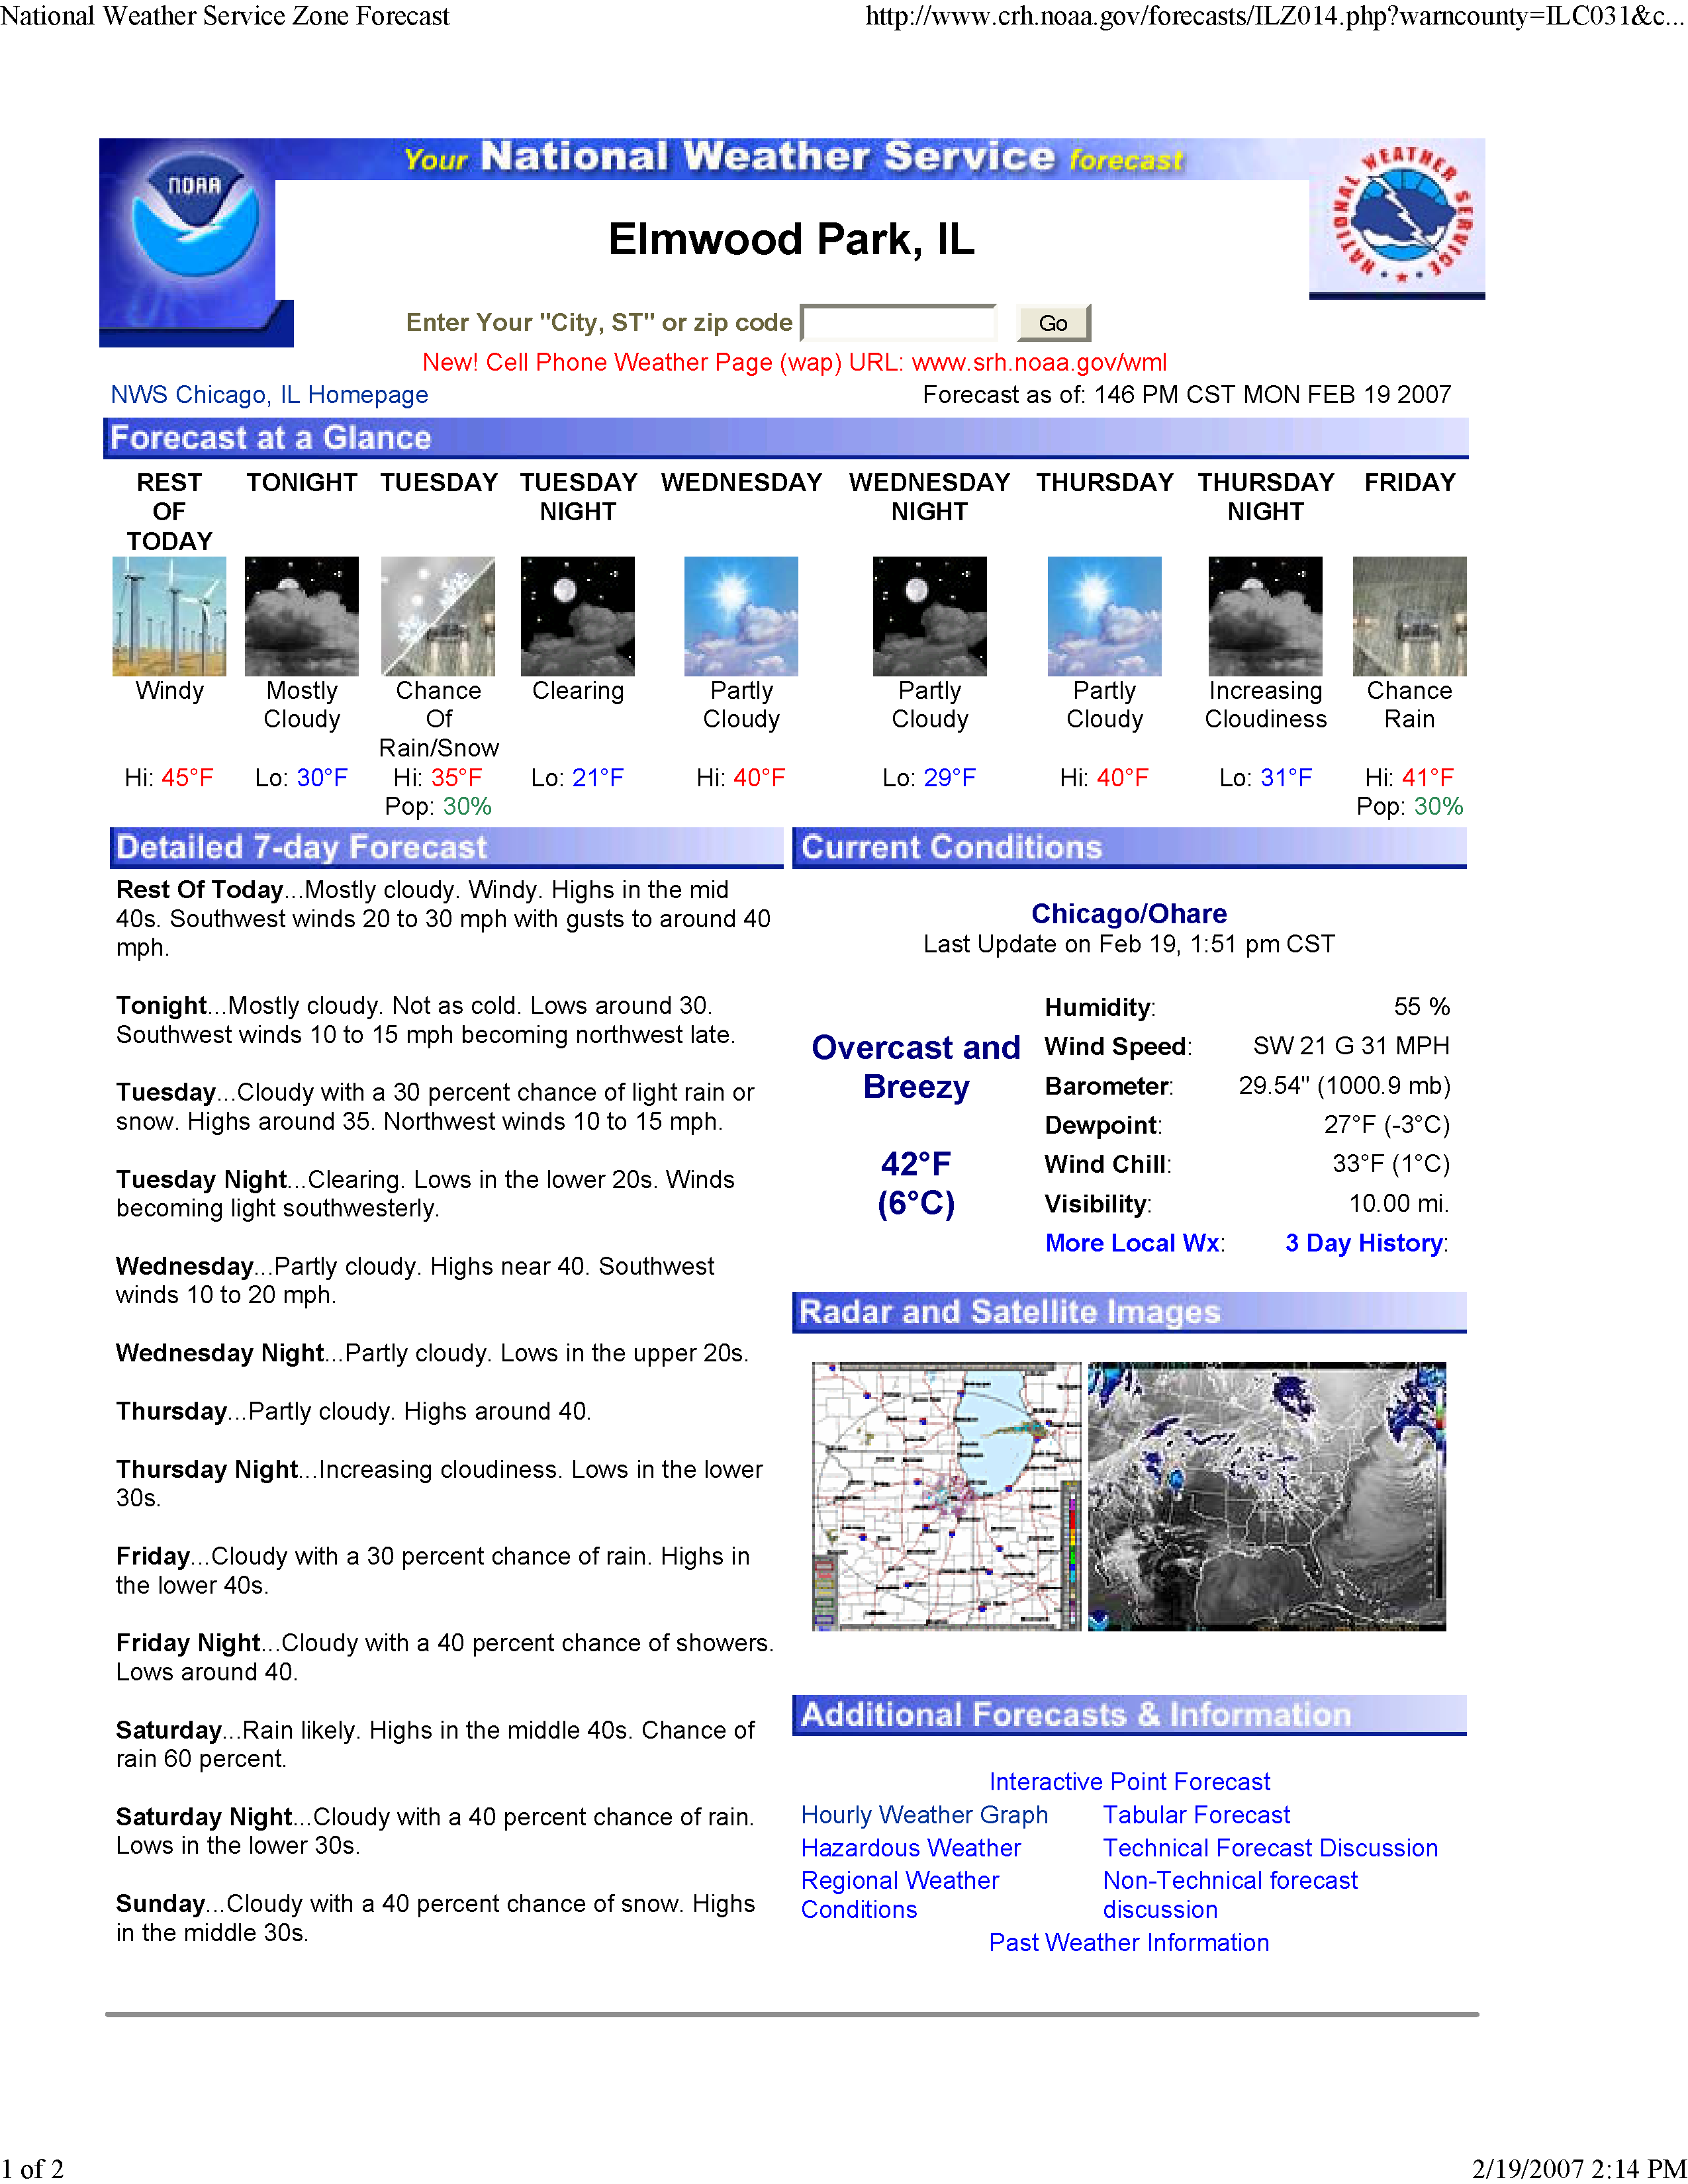 National Weather Service Zone Forecast
http://www.crh.noaa.gov/forecasts/ILZ014.php?warncounty=ILC031&c...
NOAA
Your National Weather Service forecast
NATIONAL WEATHER SERVICE
Elmwood Park, IL
Enter Your "City, ST" or zip code
Go
New! Cell Phone Weather Page (wap) URL: www.srh.noaa.gov/wml
NWS Chicago, IL Homepage
Forecast as of: 146 PM CST MON FEB 19 2007
Forecast at a Glance
REST OF TODAY
Windy
Hi: 45°F
TONIGHT
Mostly Cloudy
Lo: 30°F
TUESDAY
Chance Of Rain/Snow
Hi: 35°F
Pop: 30%
TUESDAY NIGHT
Clearing
Lo: 21°F
WEDNESDAY
Partly Cloudy
Hi: 40°F
WEDNESDAY NIGHT
Partly Cloudy
Lo: 29°F
THURSDAY
Partly Cloudy
Hi: 40°F
THURSDAY NIGHT
Increasing Cloudiness
Lo: 31°F
FRIDAY
Chance Rain
Hi: 41°F
Pop: 30%
Detailed 7-day Forecast
Rest Of Today...Mostly cloudy. Windy. Highs in the mid
40s. Southwest winds 20 to 30 mph with gusts to around 40
mph.
Tonight...Mostly cloudy. Not as cold. Lows around 30.
Southwest winds 10 to 15 mph becoming northwest late.
Tuesday...Cloudy with a 30 percent chance of light rain or
snow. Highs around 35. Northwest winds 10 to 15 mph.
Tuesday Night...Clearing. Lows in the lower 20s. Winds
becoming light southwesterly.
Wednesday...Partly cloudy. Highs near 40. Southwest
winds 10 to 20 mph.
Wednesday Night...Partly cloudy. Lows in the upper 20s.
Thursday...Partly cloudy. Highs around 40.
Thursday Night...Increasing cloudiness. Lows in the lower
30s.
Friday...Cloudy with a 30 percent chance of rain. Highs in
the lower 40s.
Friday Night...Cloudy with a 40 percent chance of showers.
Lows around 40.
Saturday...Rain likely. Highs in the middle 40s. Chance of
rain 60 percent.
Saturday Night...Cloudy with a 40 percent chance of rain.
Lows in the lower 30s.
Sunday...Cloudy with a 40 percent chance of snow. Highs
in the middle 30s.
Current Conditions
Chicago/Ohare
Last Update on Feb 19, 1:51 pm CST
Overcast and
Breezy
42°F
(6°C)
Humidity: 55 %
Wind Speed: SW 21 G 31 MPH
Barometer: 29.54" (1000.9 mb)
Dewpoint: 27°F (-3°C)
Wind Chill: 33°F (1°C)
Visibility: 10.00 mi.
More Local Wx: 3 Day History:
Radar and Satellite Images
Additional Forecasts & Information
Interactive Point Forecast
Hourly Weather Graph
Tabular Forecast
Hazardous Weather
Technical Forecast Discussion
Regional Weather
Conditions
Non-Technical forecast
discussion
Past Weather Information
1 of 2
2/19/2007 2:14 PM